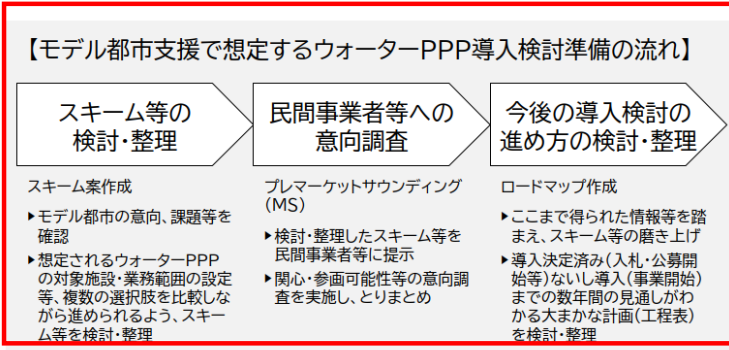 【モデル都市支援で想定するウォーターPPP導入検討準備の流れ】
スキーム等の
検討・整理
民間事業者等への
意向調査
今後の導入検討の
進め方の検討・整理
スキーム案作成
▶モデル都市の意向、課題等を
確認
▶想定されるウォーターPPP
の対象施設・業務範囲の設定
等、複数の選択肢を比較しな
がら進められるよう、スキー
ム等を検討・整理
プレマーケットサウンディング
(MS)
▶検討・整理したスキーム等を
民間事業者等に提示
▶関心・参画可能性等の意向調
査を実施し、とりまとめ
ロードマップ作成
▶ここまで得られた情報等を踏
まえ、スキーム等の磨き上げ
▶導入決定済み(入札・公募開
始等)ないし導入(事業開始)
までの数年間の見通しがわ
かる大まかな計画(工程表)
を検討・整理